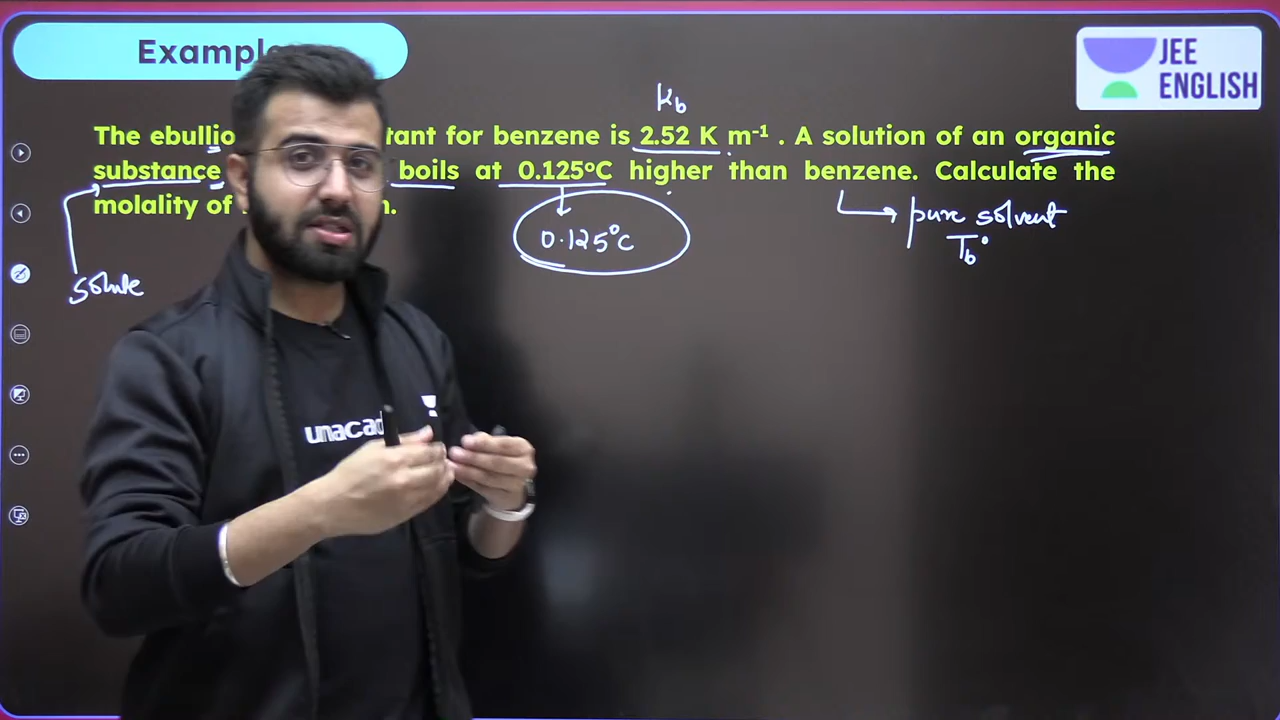 Example
JEE
ENGLISH
Kb
The ebullio tant for benzene is 2.52 K m-1 . A solution of an organic
substance boils at 0.125°C higher than benzene. Calculate the
molality of n.
pure solvent
Tb°
0.125°C
solute
unacad